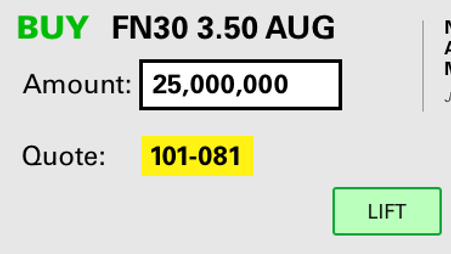 BUY FN30 3.50 AUG
Amount: 25,000,000
Quote: 101-081
LIFT